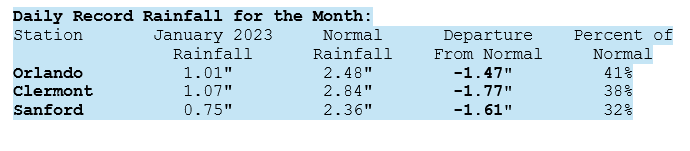 Daily Record Rainfall for the Month:
Station January 2023 Normal Departure Percent of
Rainfall Rainfall From Normal Normal
Orlando 1.01" 2.48" -1.47" 41%
Clermont 1.07" 2.84" -1.77" 38%
Sanford 0.75" 2.36" -1.61" 32%